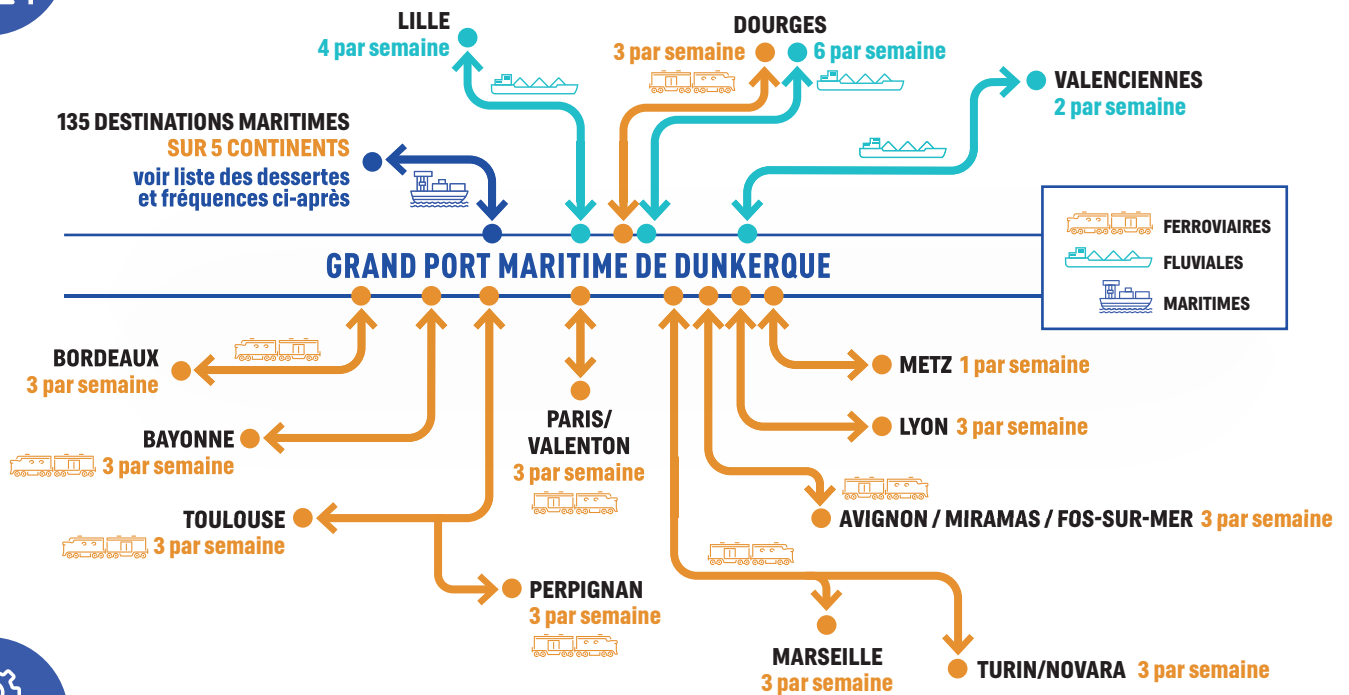 LILLE
4 par semaine
DOURGES
3 par semaine
6 par semaine
VALENCIENNES
2 par semaine
135 DESTINATIONS MARITIMES
SUR 5 CONTINENTS
voir liste des dessertes
et fréquences ci-après
FERROVIAIRES
FLUVIALES
MARITIMES
GRAND PORT MARITIME DE DUNKERQUE
BORDEAUX
3 par semaine
BAYONNE
3 par semaine
TOULOUSE
3 par semaine
PERPIGNAN
3 par semaine
PARIS/
VALENTON
3 par semaine
METZ 1 par semaine
LYON 3 par semaine
AVIGNON / MIRAMAS / FOS-SUR-MER 3 par semaine
MARSEILLE
3 par semaine
TURIN/NOVARA 3 par semaine